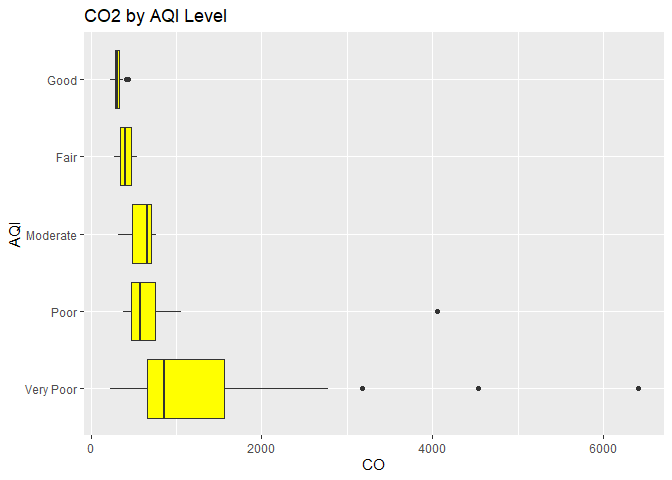 CO2 by AQI Level
Good
Fair
Moderate
Poor
Very Poor
AQI
0
2000
4000
6000
CO